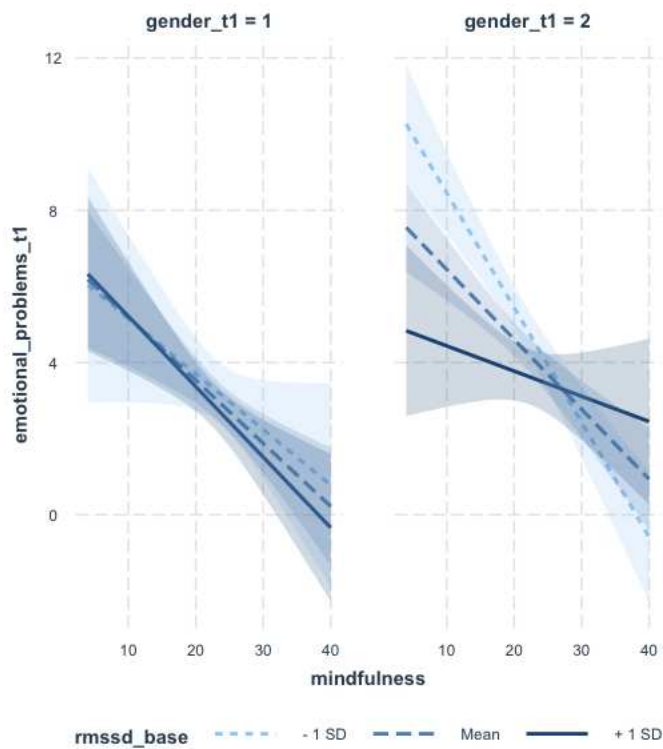 gender_t1 = 1
gender_t1 = 2
12
8
4
0
emotional_problems_t1
10 20 30 40 10 20 30 40
mindfulness
rmssd_base - 1 SD Mean + 1 SD